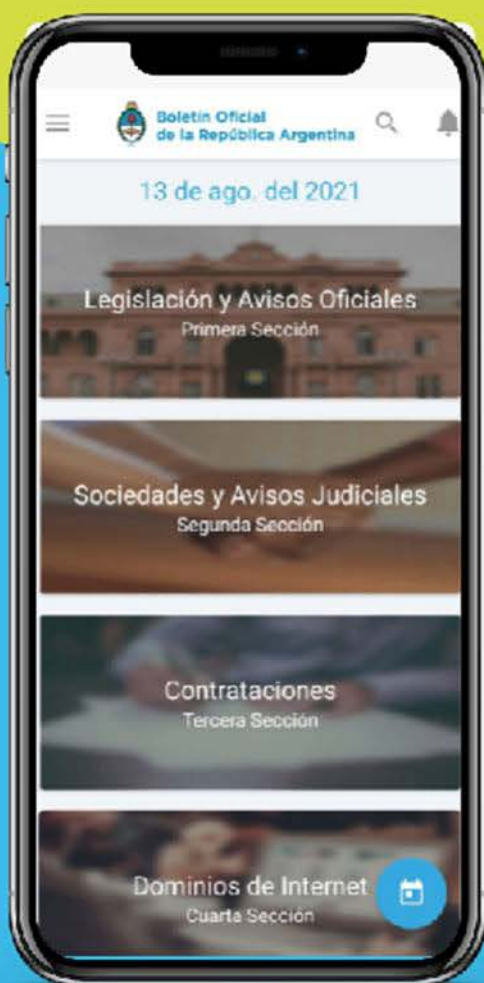 Boletín Oficial
de la República Argentina
13 de ago. del 2021
Legislación y Avisos Oficiales
Primera Sección
Sociedades y Avisos Judiciales
Segunda Sección
Contrataciones
Tercera Sección
Dominios de Internet
Cuarta Sección